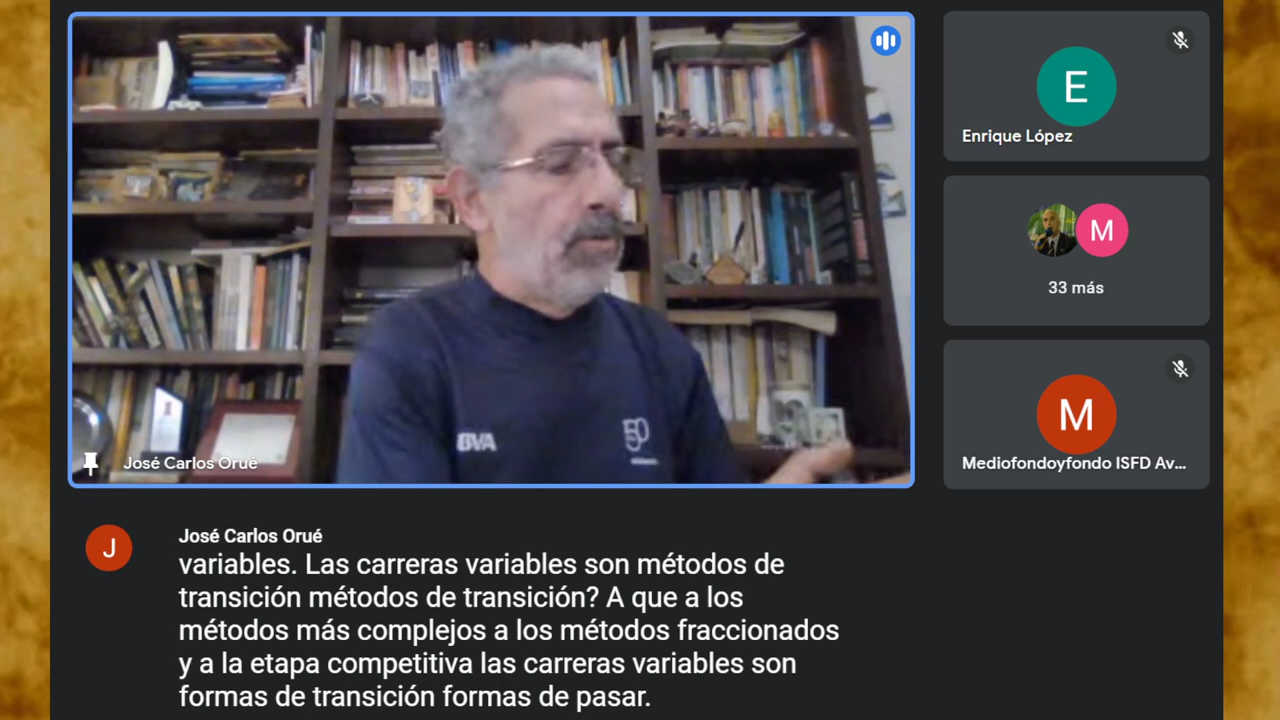 BBVA
50
José Carlos Orué
E
Enrique López
M
33 más
M
Mediofondoyfondo ISFD Av...
J
José Carlos Orué
variables. Las carreras variables son métodos de
transición métodos de transición? A que a los
métodos más complejos a los métodos fraccionados
y a la etapa competitiva las carreras variables son
formas de transición formas de pasar.